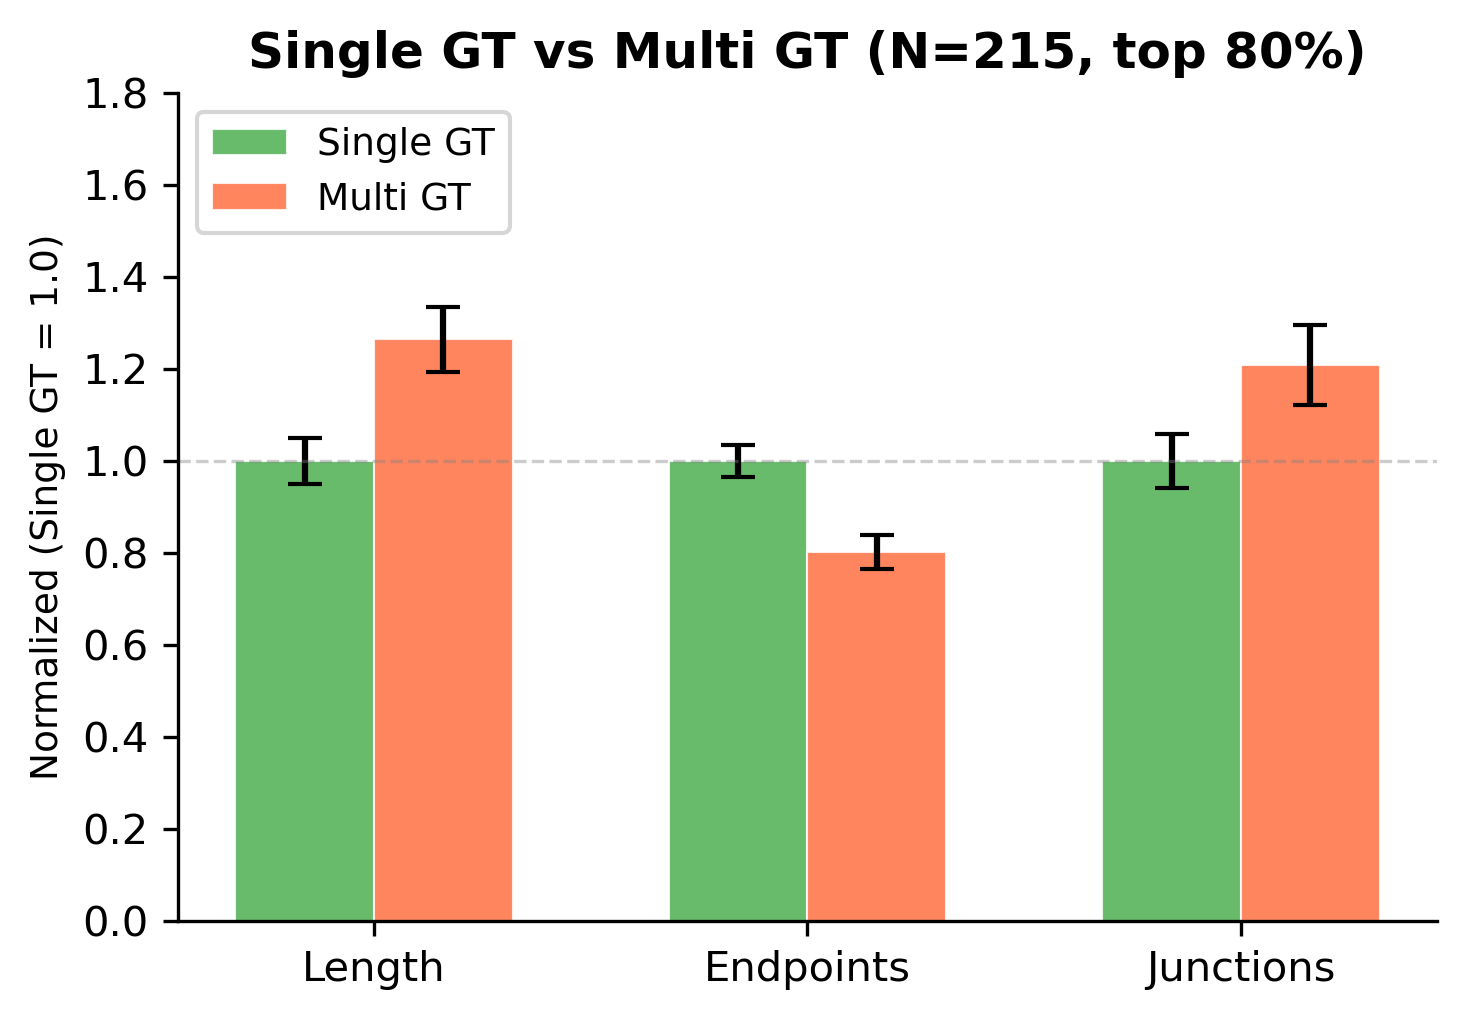 Single GT vs Multi GT (N=215, top 80%)
Single GT
Multi GT
Normalized (Single GT = 1.0)
1.8
1.6
1.4
1.2
1.0
0.8
0.6
0.4
0.2
0.0
Length
Endpoints
Junctions